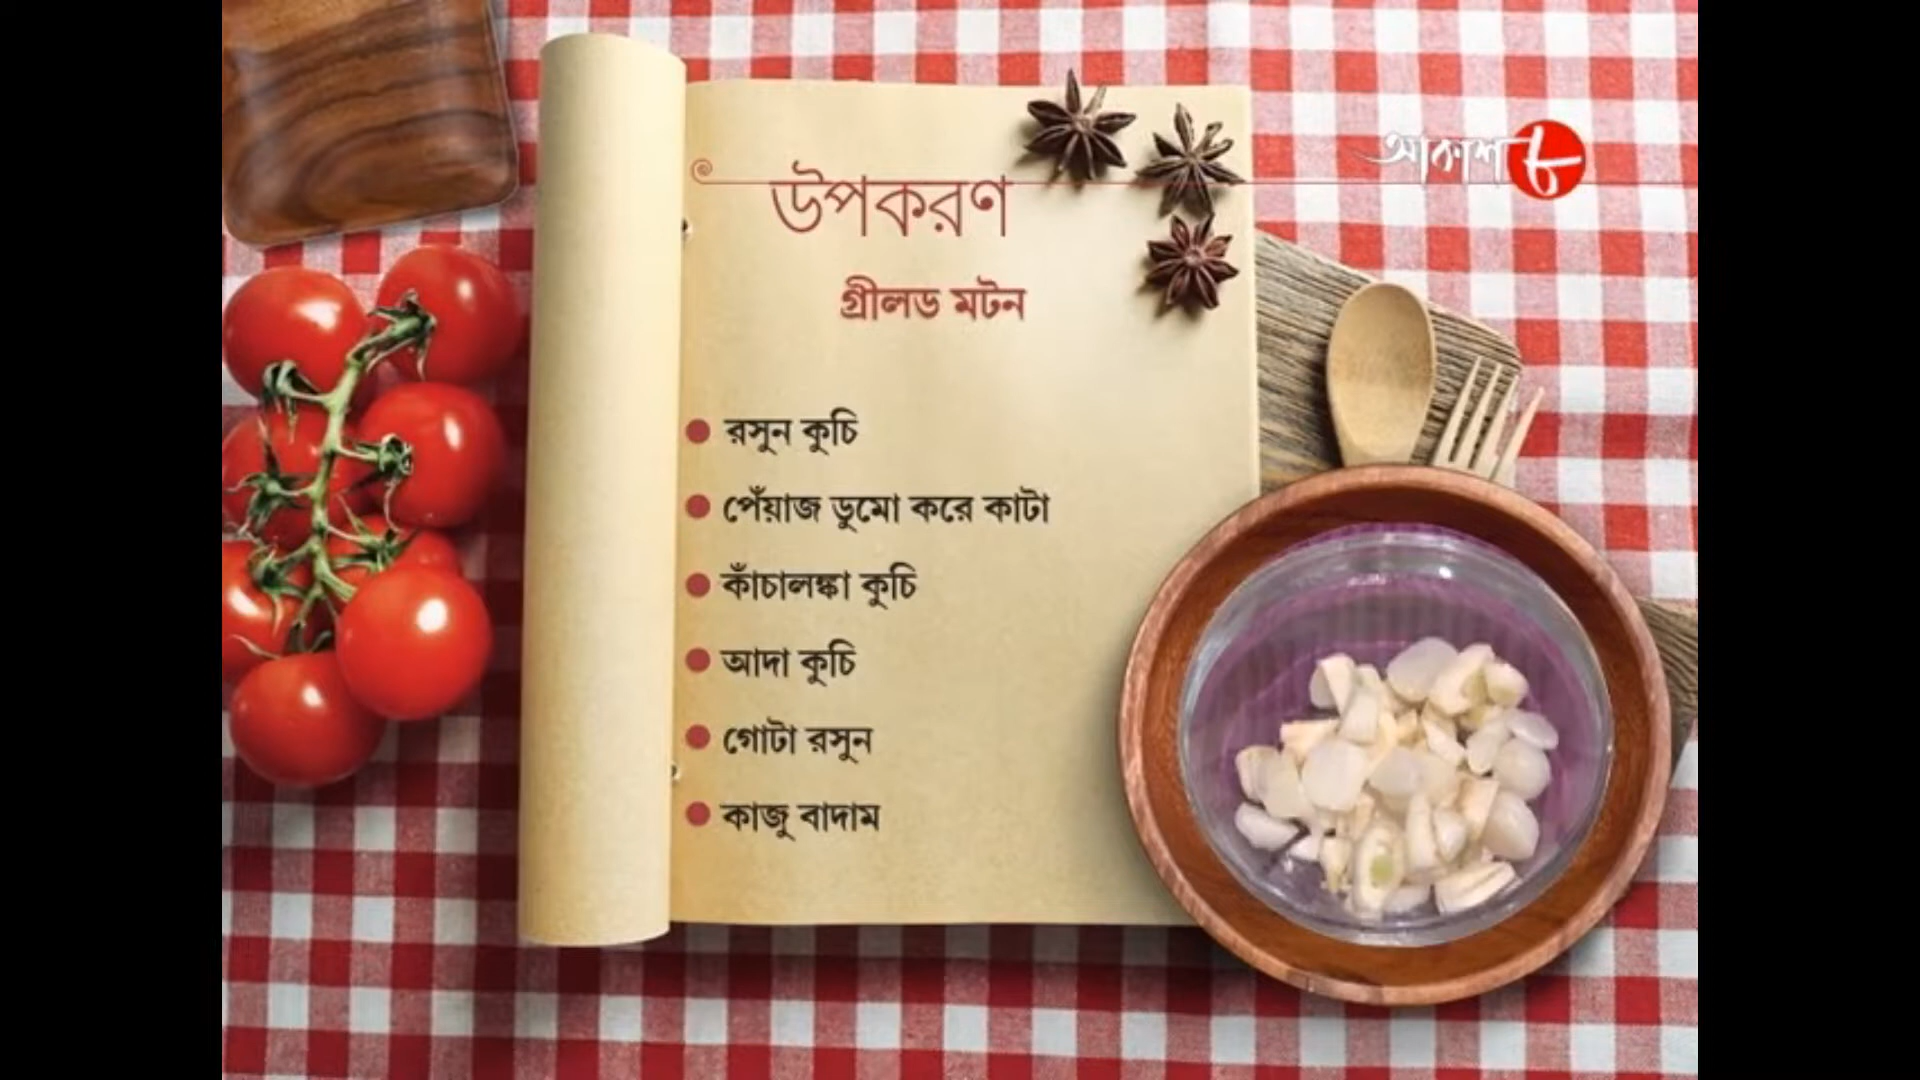 আকাশ ৮
উপকরণ
গ্রীলড মটন
রসুন কুচি
পেঁয়াজ ডুমো করে কাটা
কাঁচালঙ্কা কুচি
আদা কুচি
গোটা রসুন
কাজু বাদাম